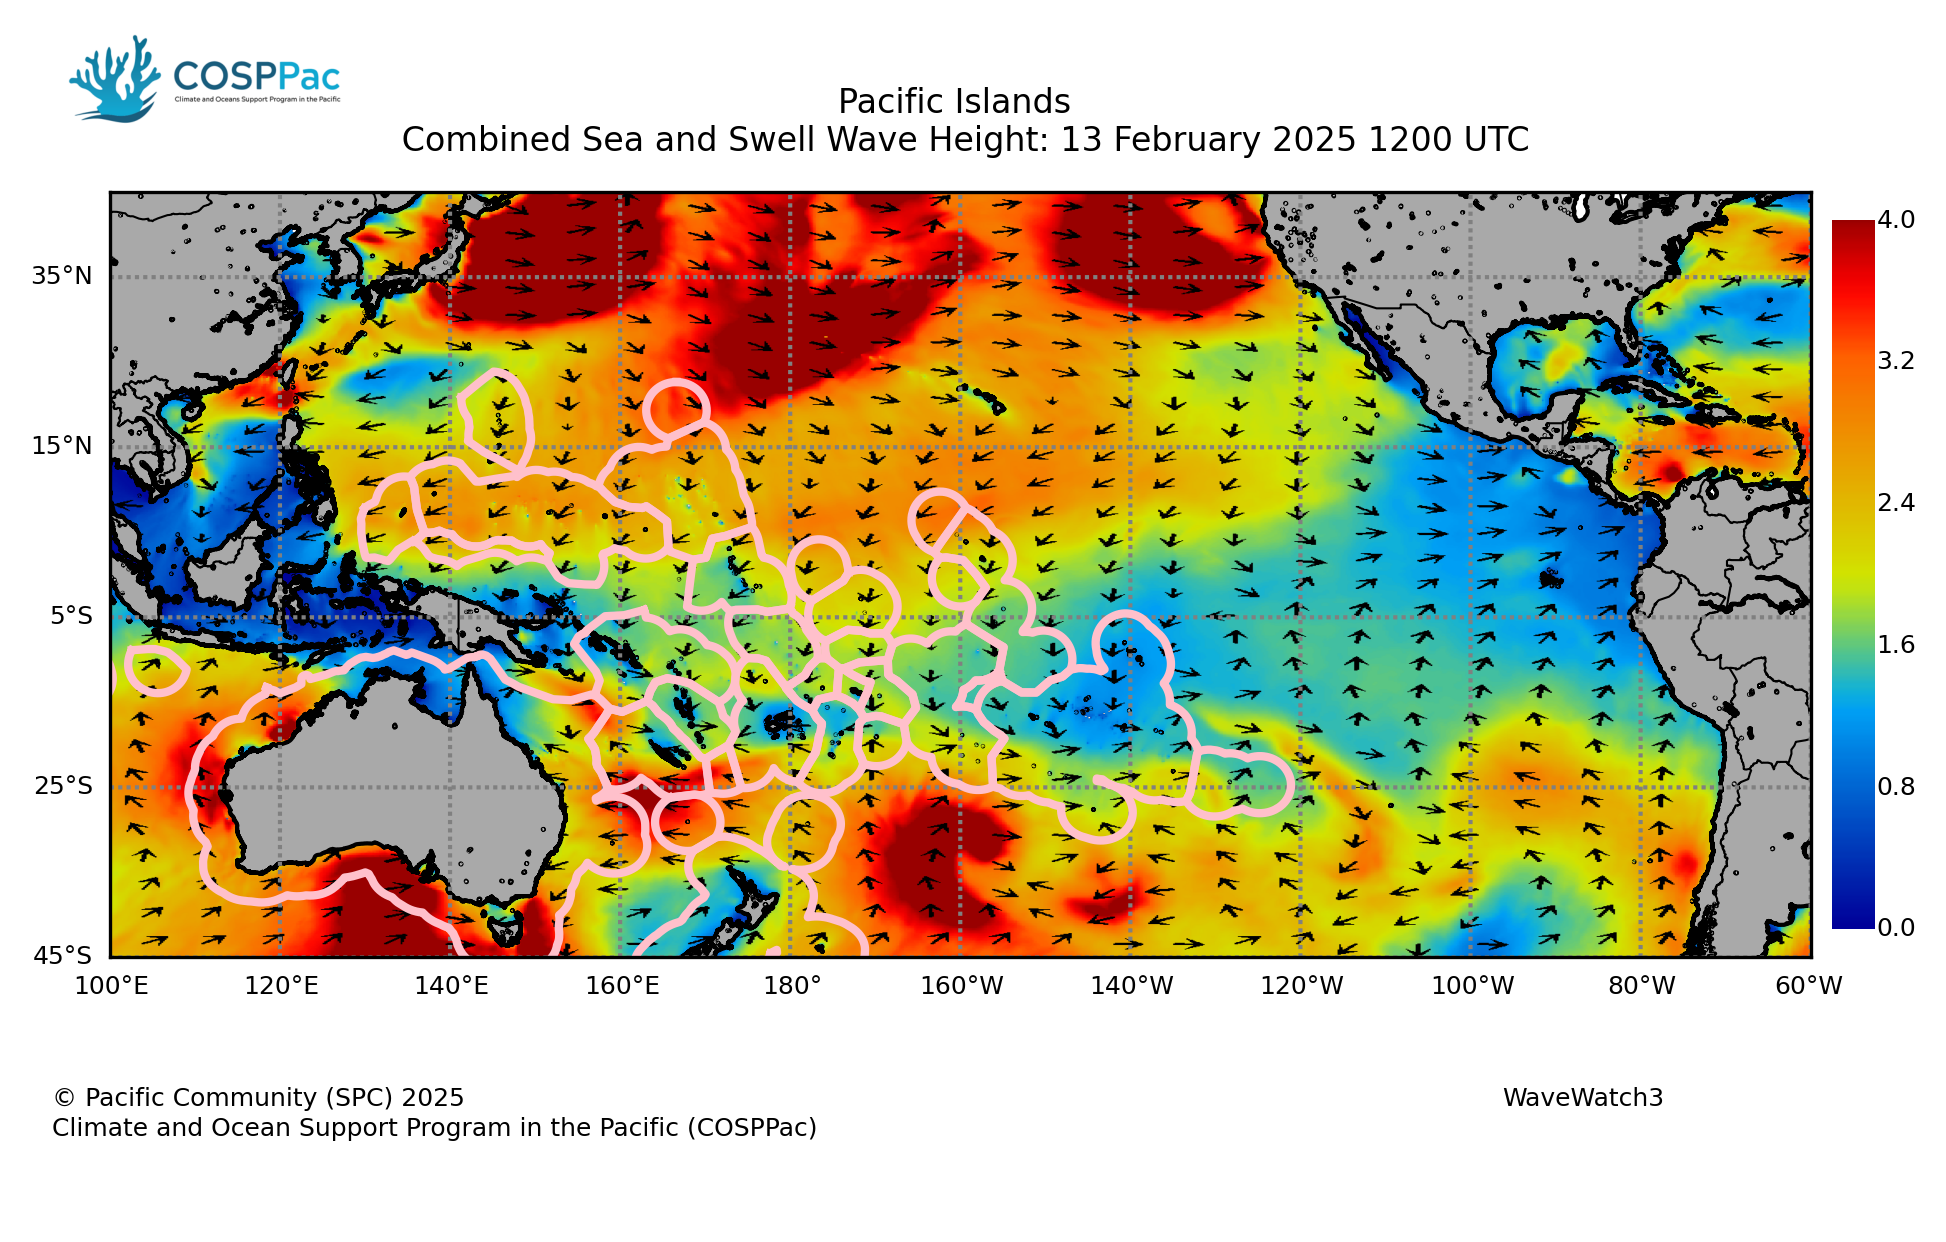 COSPPac
Climate and Oceans Support Program in the Pacific
Pacific Islands
Combined Sea and Swell Wave Height: 13 February 2025 1200 UTC
35°N
15°N
5°S
25°S
45°S
100°E 120°E 140°E 160°E 180° 160°W 140°W 120°W 100°W 80°W 60°W
4.0
3.2
2.4
1.6
0.8
0.0
© Pacific Community (SPC) 2025
Climate and Ocean Support Program in the Pacific (COSPPac)
WaveWatch3